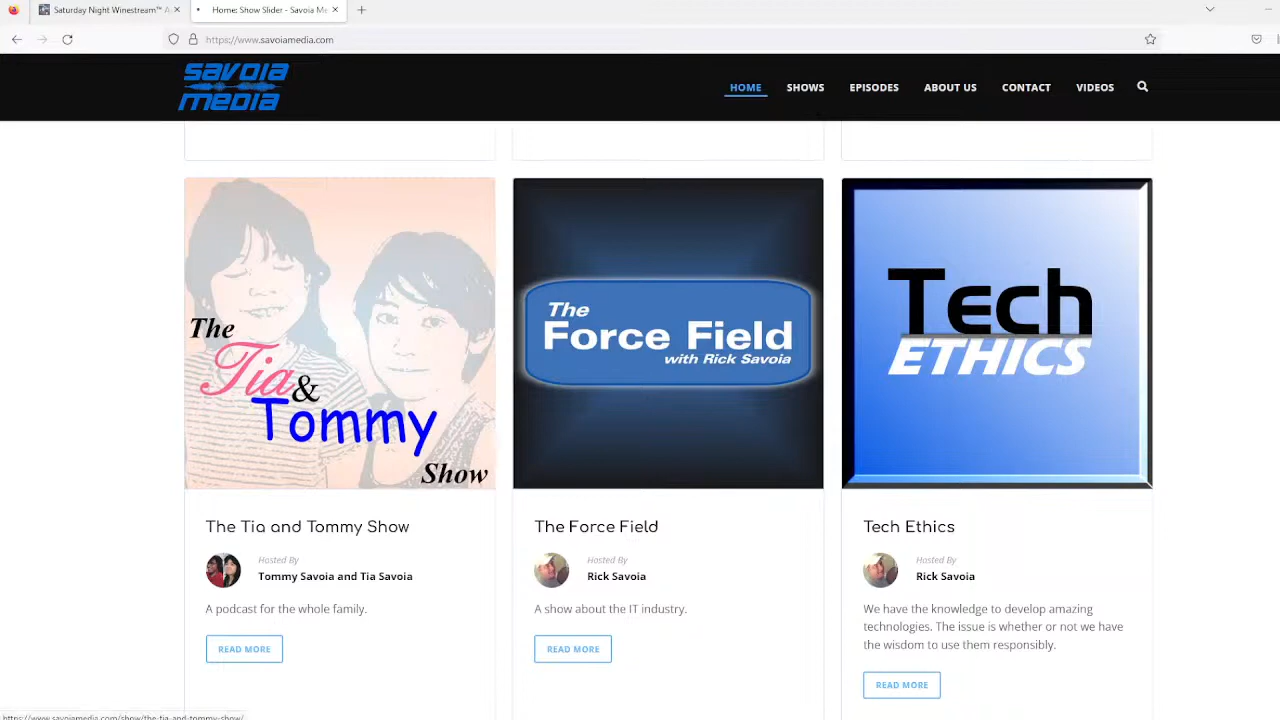 Saturday Night Winestream™ A
Home: Show Slider - Savoia Me
https://www.savoiamedia.com
savoia
media
HOME
SHOWS
EPISODES
ABOUT US
CONTACT
VIDEOS
The
Tia &
Tommy
Show
The
Force Field
with Rick Savoia
Tech
ETHICS
The Tia and Tommy Show
Hosted By
Tommy Savoia and Tia Savoia
A podcast for the whole family.
READ MORE
The Force Field
Hosted By
Rick Savoia
A show about the IT industry.
READ MORE
Tech Ethics
Hosted By
Rick Savoia
We have the knowledge to develop amazing
technologies. The issue is whether or not we have
the wisdom to use them responsibly.
READ MORE
https://www.savoiamedia.com/show/the-tia-and-tommy-show/